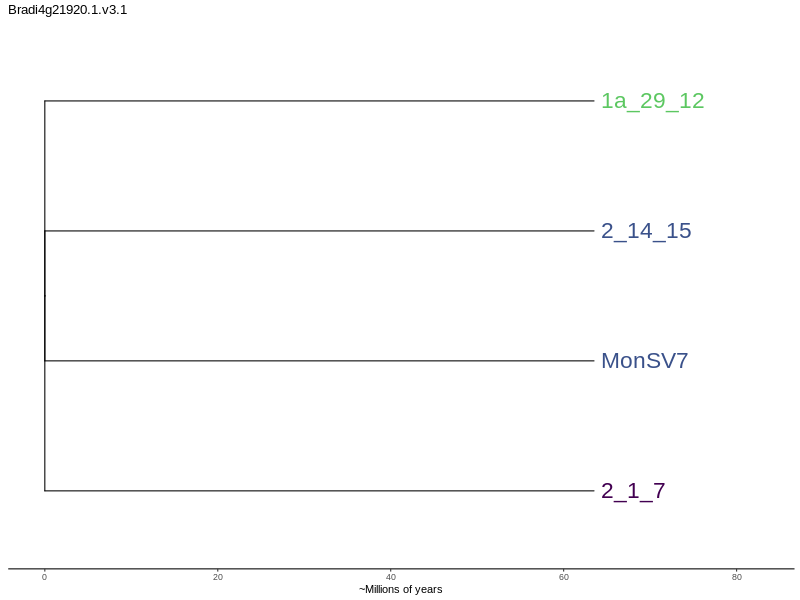 Bradi4g21920.1.v3.1
1a_29_12
2_14_15
MonSV7
2_1_7
0 20 40 60 80
~Millions of years